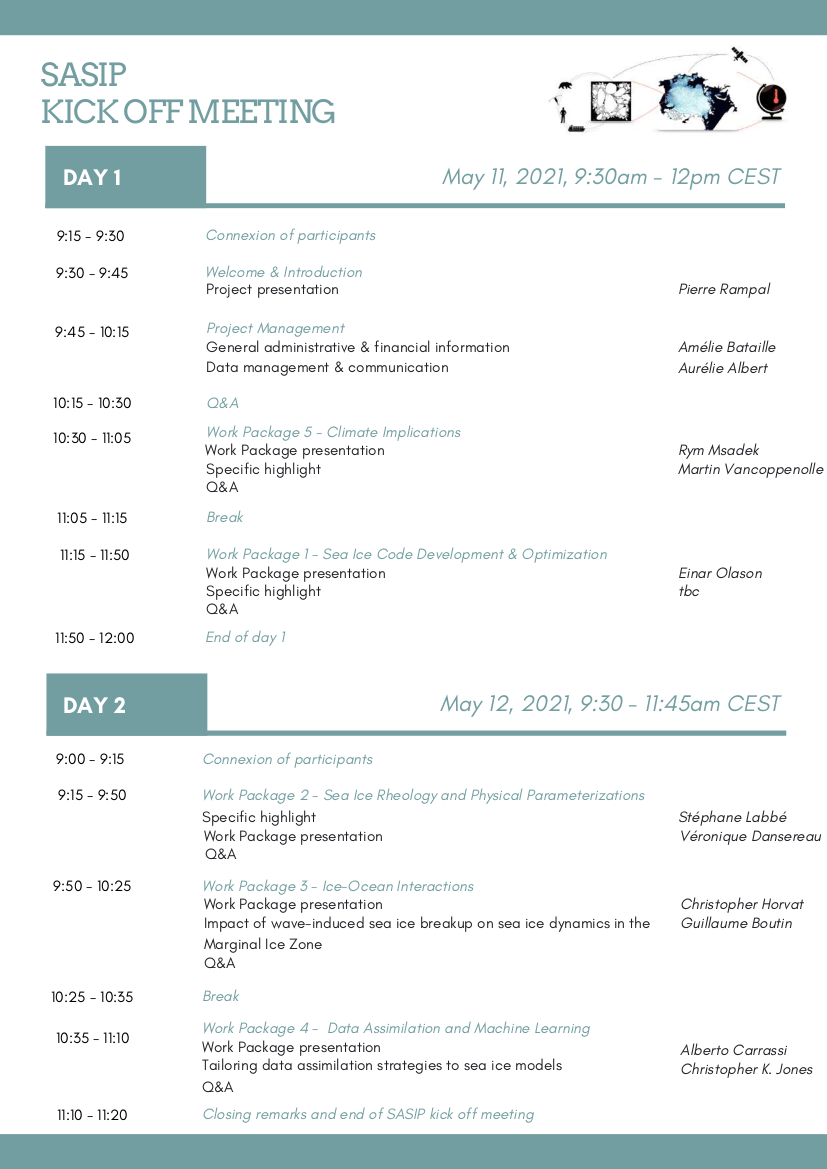 SASIP
KICK OFF MEETING
DAY 1
May 11, 2021, 9:30am - 12pm CEST
9:15 - 9:30 Connexion of participants
9:30 - 9:45 Welcome & Introduction
Project presentation Pierre Rampal
9:45 - 10:15 Project Management
General administrative & financial information Amélie Bataille
Data management & communication Aurélie Albert
10:15 - 10:30 Q&A
10:30 - 11:05 Work Package 5 - Climate Implications
Work Package presentation Rym Msadek
Specific highlight Martin Vancoppenolle
Q&A
11:05 - 11:15 Break
11:15 - 11:50 Work Package 1 - Sea Ice Code Development & Optimization
Work Package presentation Einar Olason
Specific highlight tbc
Q&A
11:50 - 12:00 End of day 1
DAY 2
May 12, 2021, 9:30 - 11:45am CEST
9:00 - 9:15 Connexion of participants
9:15 - 9:50 Work Package 2 - Sea Ice Rheology and Physical Parameterizations
Specific highlight Stéphane Labbé
Work Package presentation Véronique Dansereau
Q&A
9:50 - 10:25 Work Package 3 - Ice-Ocean Interactions
Work Package presentation Christopher Horvat
Impact of wave-induced sea ice breakup on sea ice dynamics in the Guillaume Boutin
Marginal Ice Zone
Q&A
10:25 - 10:35 Break
10:35 - 11:10 Work Package 4 - Data Assimilation and Machine Learning
Work Package presentation Alberto Carrassi
Tailoring data assimilation strategies to sea ice models Christopher K. Jones
Q&A
11:10 - 11:20 Closing remarks and end of SASIP kick off meeting